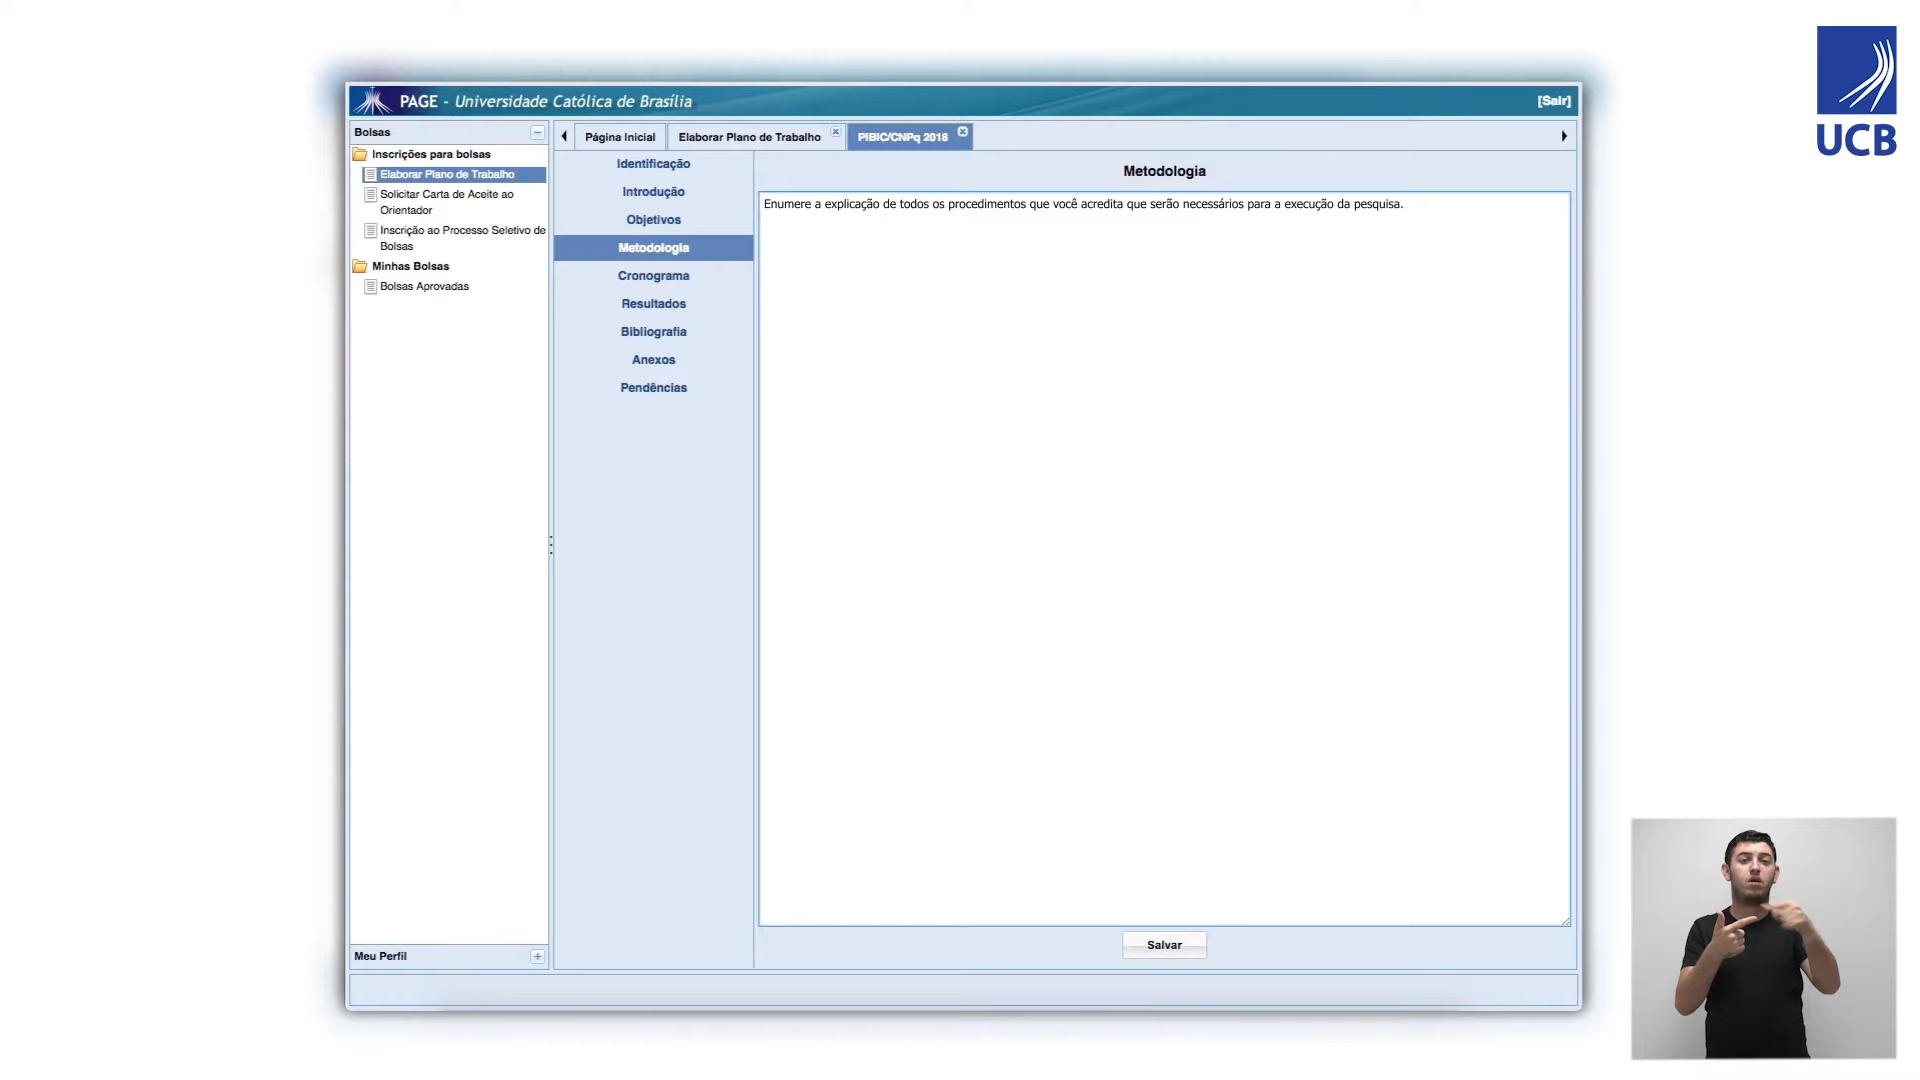 UCB
PAGE - Universidade Católica de Brasília
[Sair]
Bolsas
Inscrições para bolsas
Elaborar Plano de Trabalho
Solicitar Carta de Aceite ao
Orientador
Inscrição ao Processo Seletivo de
Bolsas
Minhas Bolsas
Bolsas Aprovadas
Meu Perfil
Página Inicial
Elaborar Plano de Trabalho
PIBIC/CNPq 2018
Identificação
Introdução
Objetivos
Metodologia
Cronograma
Resultados
Bibliografia
Anexos
Pendências
Metodologia
Enumere a explicação de todos os procedimentos que você acredita que serão necessários para a execução da pesquisa.
Salvar